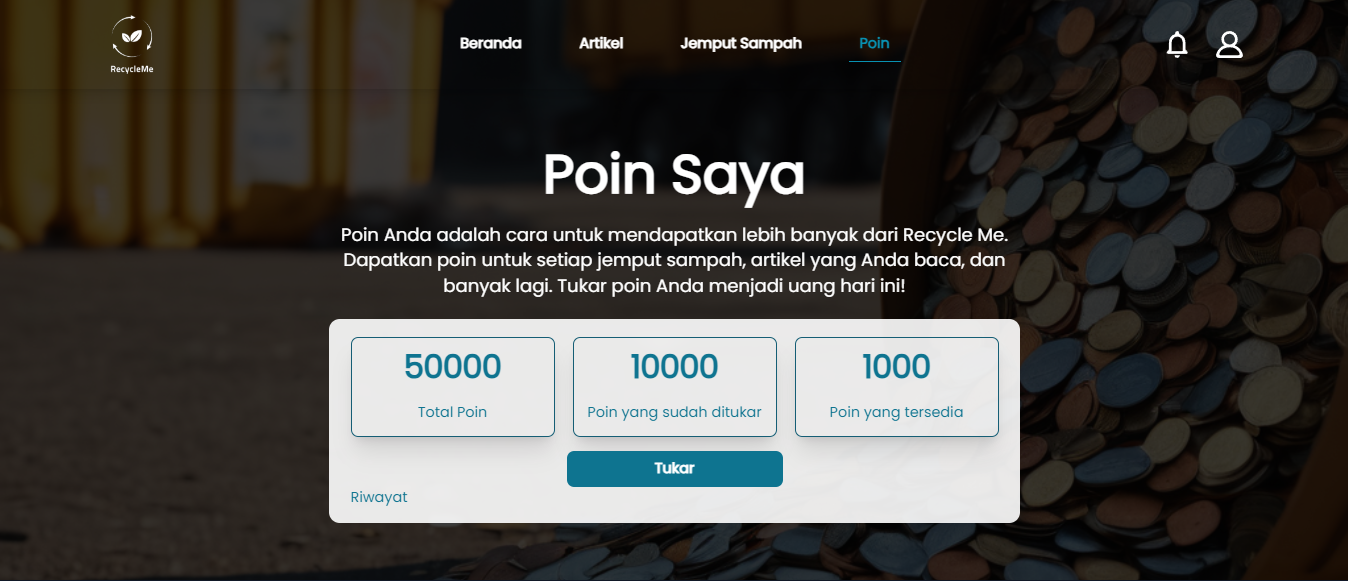 RecycleMe
Beranda
Artikel
Jemput Sampah
Poin
Poin Saya
Poin Anda adalah cara untuk mendapatkan lebih banyak dari Recycle Me.
Dapatkan poin untuk setiap jemput sampah, artikel yang Anda baca, dan
banyak lagi. Tukar poin Anda menjadi uang hari ini!
50000
Total Poin
10000
Poin yang sudah ditukar
1000
Poin yang tersedia
Tukar
Riwayat